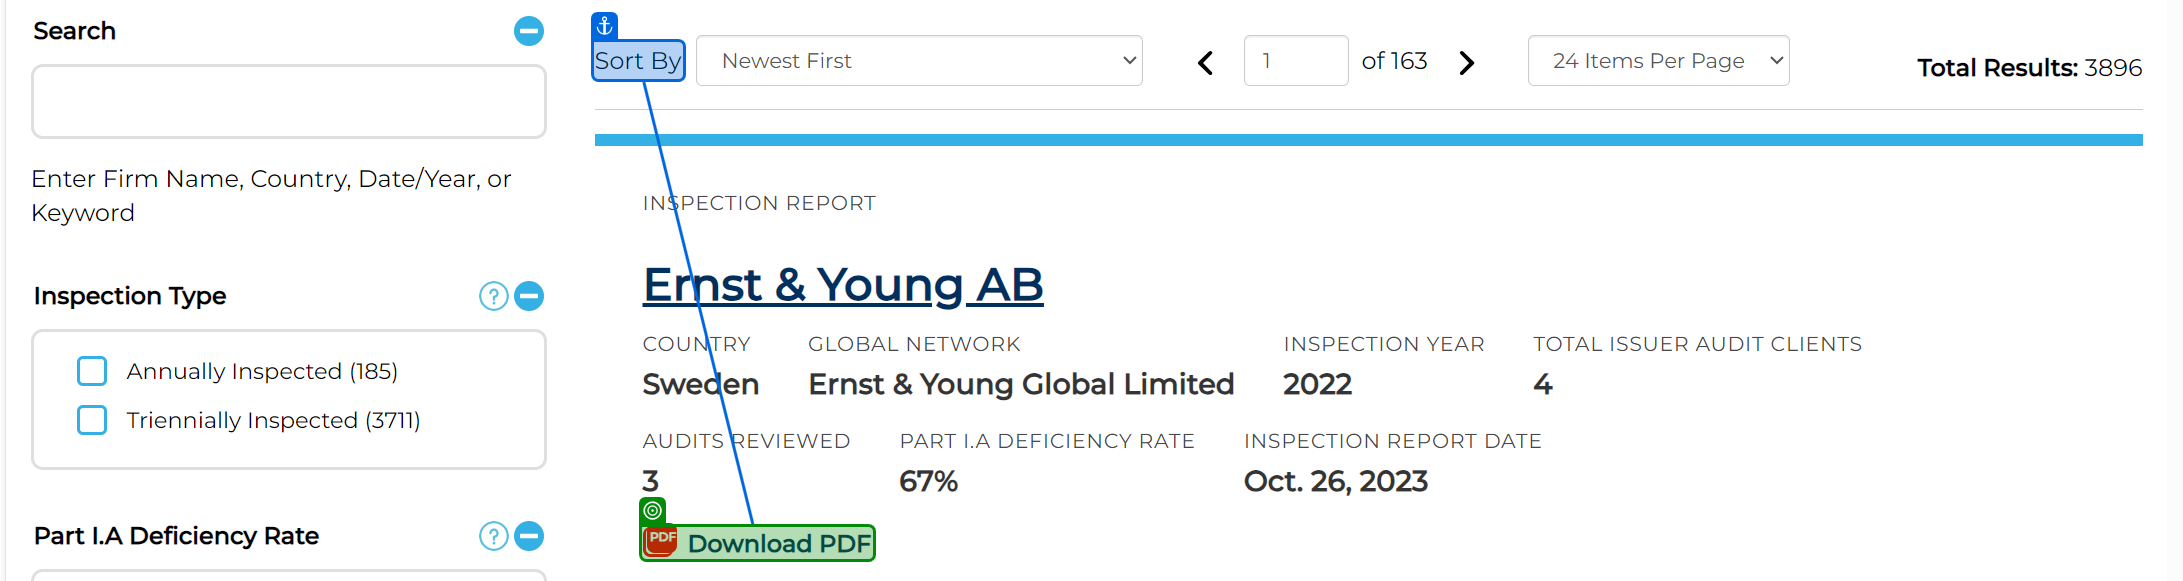 Search
Enter Firm Name, Country, Date/Year, or
Keyword
Inspection Type
?
Annually Inspected (185)
Triennially Inspected (3711)
Part I.A Deficiency Rate
?
Sort By
Newest First
1
of 163
24 Items Per Page
Total Results: 3896
INSPECTION REPORT
Ernst & Young AB
COUNTRY
Sweden
GLOBAL NETWORK
Ernst & Young Global Limited
INSPECTION YEAR
2022
TOTAL ISSUER AUDIT CLIENTS
4
AUDITS REVIEWED
3
PART I.A DEFICIENCY RATE
67%
INSPECTION REPORT DATE
Oct. 26, 2023
PDF
Download PDF